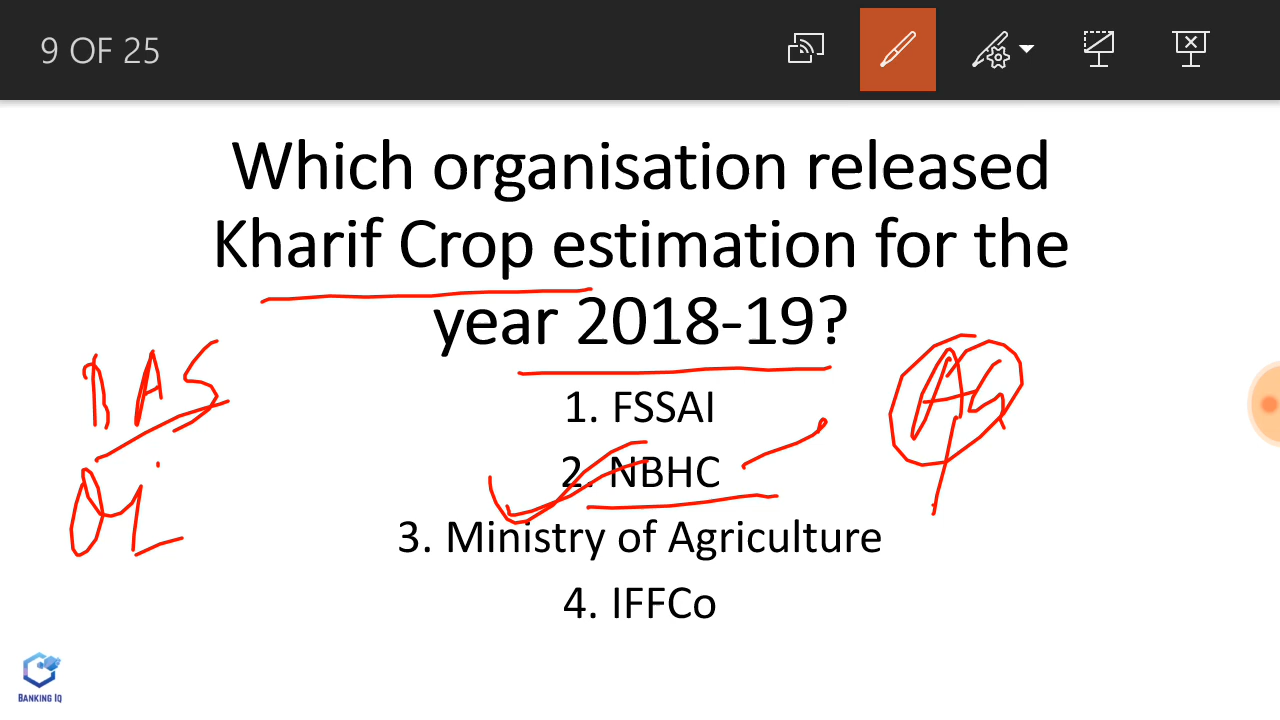 9 OF 25
Which organisation released
Kharif Crop estimation for the
year 2018-19?
1. FSSAI
2. NBHC
3. Ministry of Agriculture
4. IFFCo
BANKING IQ